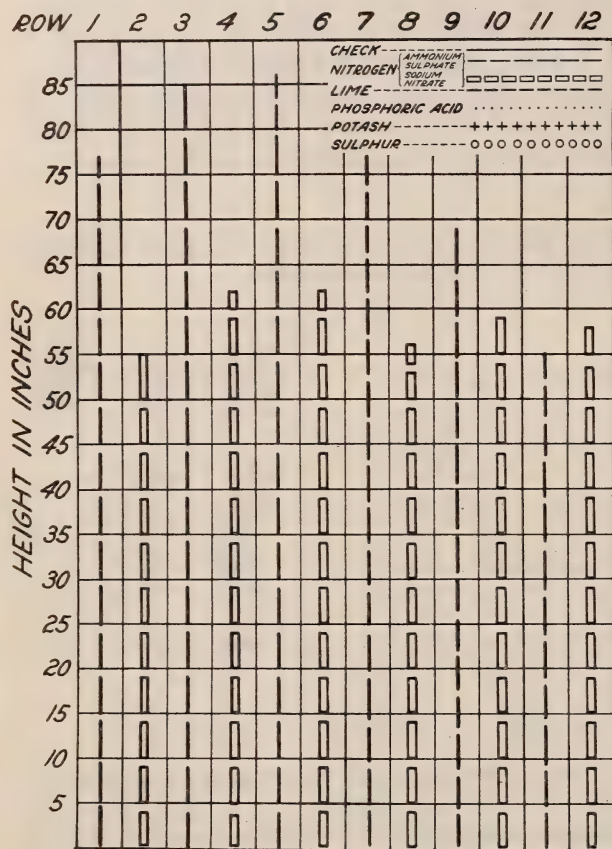 ROW 1 2 3 4 5 6 7 8 9 10 11 12
CHECK
NITROGEN { AMMONIUM SULPHATE
SODIUM NITRATE
LIME
PHOSPHORIC ACID
POTASH
SULPHUR
HEIGHT IN INCHES
85
80
75
70
65
60
55
50
45
40
35
30
25
20
15
10
5